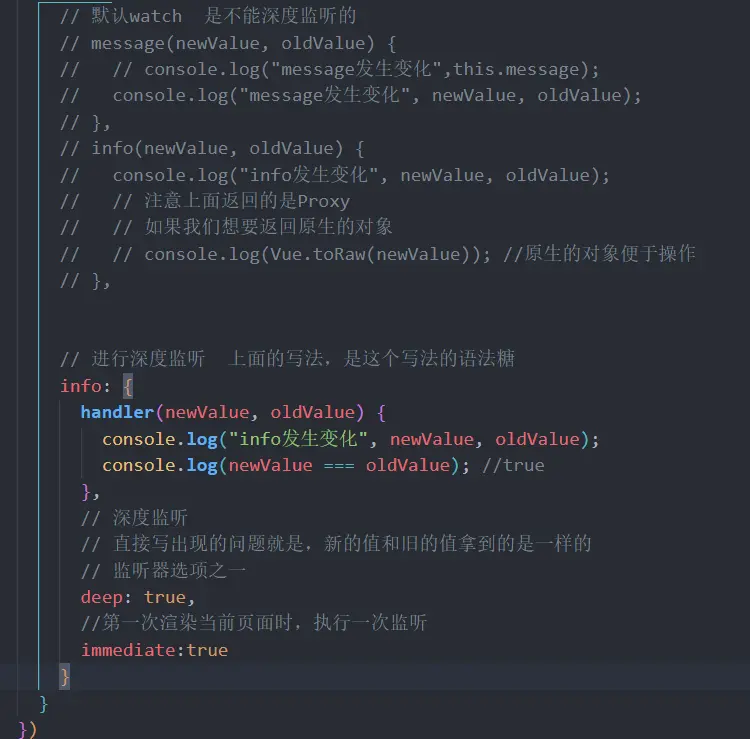 // 默认watch  是不能深度监听的
// message(newValue, oldValue) {
//   // console.log("message发生变化",this.message);
//   console.log("message发生变化", newValue, oldValue);
// },
// info(newValue, oldValue) {
//   console.log("info发生变化", newValue, oldValue);
//   // 注意上面返回的是Proxy
//   // 如果我们想要返回原生的对象
//   // console.log(Vue.toRaw(newValue)); //原生的对象便于操作
// },
// 进行深度监听  上面的写法，是这个写法的语法糖
info: {
  handler(newValue, oldValue) {
    console.log("info发生变化", newValue, oldValue);
    console.log(newValue === oldValue); //true
  },
  // 深度监听
  // 直接写出现的问题就是，新的值和旧的值拿到的是一样的
  // 监听器选项之一
  deep: true,
  //第一次渲染当前页面时，执行一次监听
  immediate:true
}
}
})